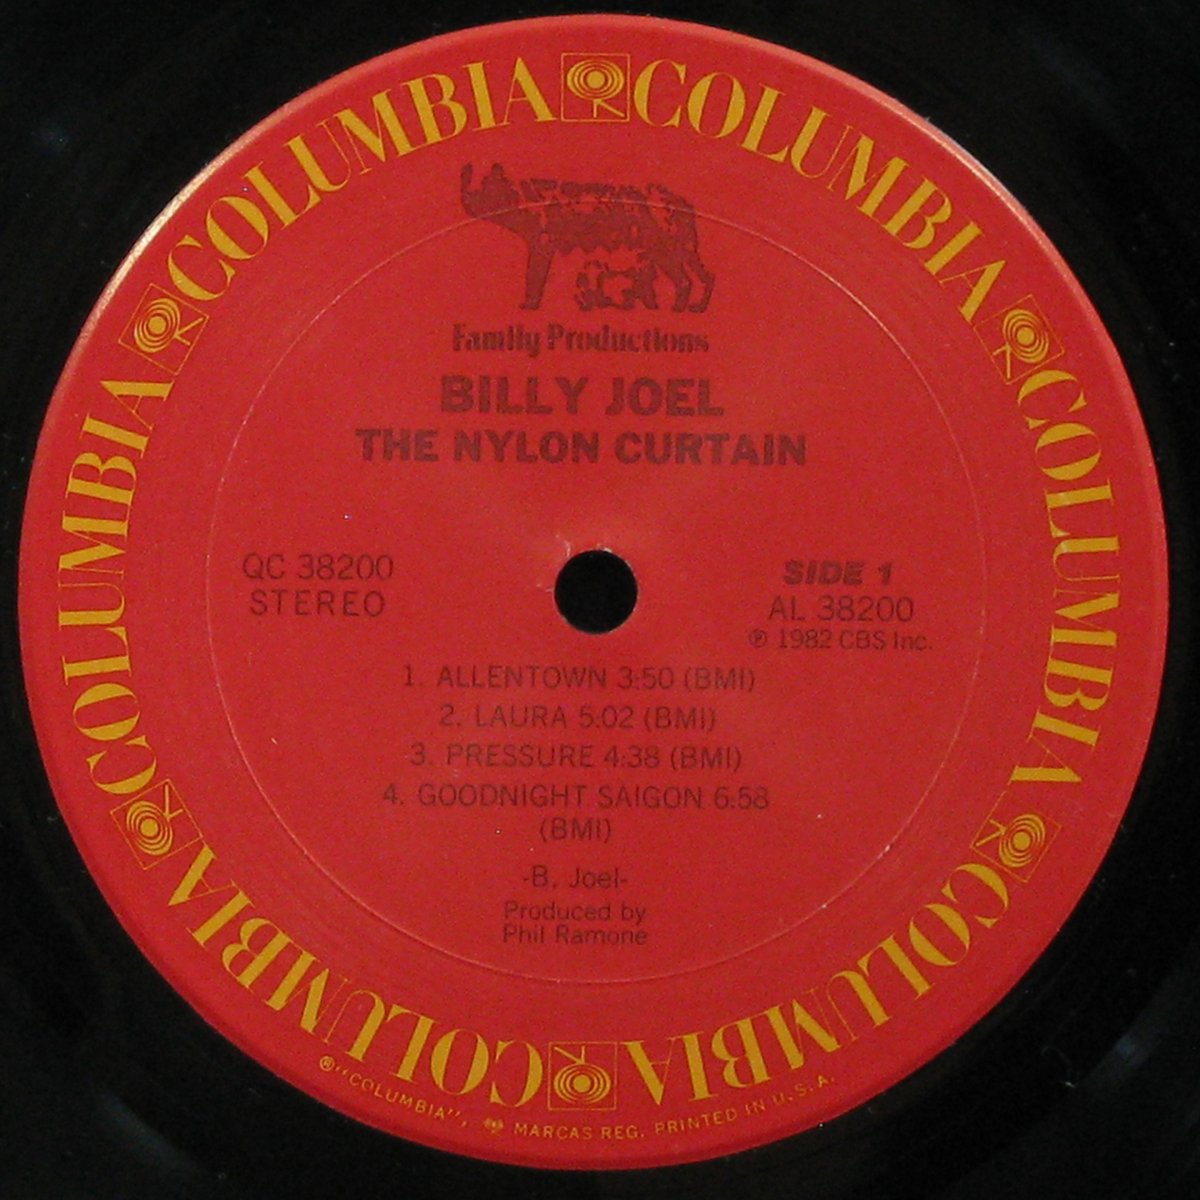 COLUMBIA COLUMBIA COLUMBIA COLUMBIA COLUMBIA COLUMBIA
Family Productions
BILLY JOEL
THE NYLON CURTAIN
QC 38200
STEREO
SIDE 1
AL 38200
℗ 1982 CBS Inc.
1. ALLENTOWN 3:50 (BMI)
2. LAURA 5:02 (BMI)
3. PRESSURE 4:38 (BMI)
4. GOODNIGHT SAIGON 6:58
(BMI)
-B. Joel-
Produced by
Phil Ramone
®"COLUMBIA", MARCAS REG. PRINTED IN U.S.A.